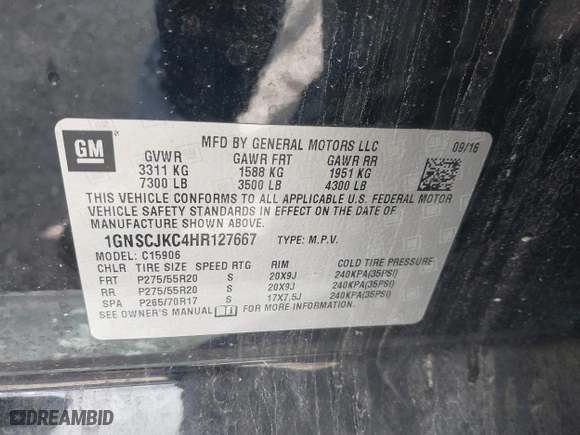 GM
MFD BY GENERAL MOTORS LLC
09/16
GVWR GAWR FRT GAWR RR
3311 KG 1588 KG 1951 KG
7300 LB 3500 LB 4300 LB
THIS VEHICLE CONFORMS TO ALL APPLICABLE U.S. FEDERAL MOTOR
VEHICLE SAFETY STANDARDS IN EFFECT ON THE DATE OF
MANUFACTURE SHOWN ABOVE.
1GNSCJKC4HR127667 TYPE: M.P.V.
MODEL: C15906
CHLR TIRE SIZE SPEED RTG RIM COLD TIRE PRESSURE
FRT P275/55R20 S 20X9J 240KPA(35PSI)
RR P275/55R20 S 20X9J 240KPA(35PSI)
SPA P265/70R17 S 17X7.5J 240KPA(35PSI)
SEE OWNER'S MANUAL FOR MORE INFORMATION.
DREAMBID